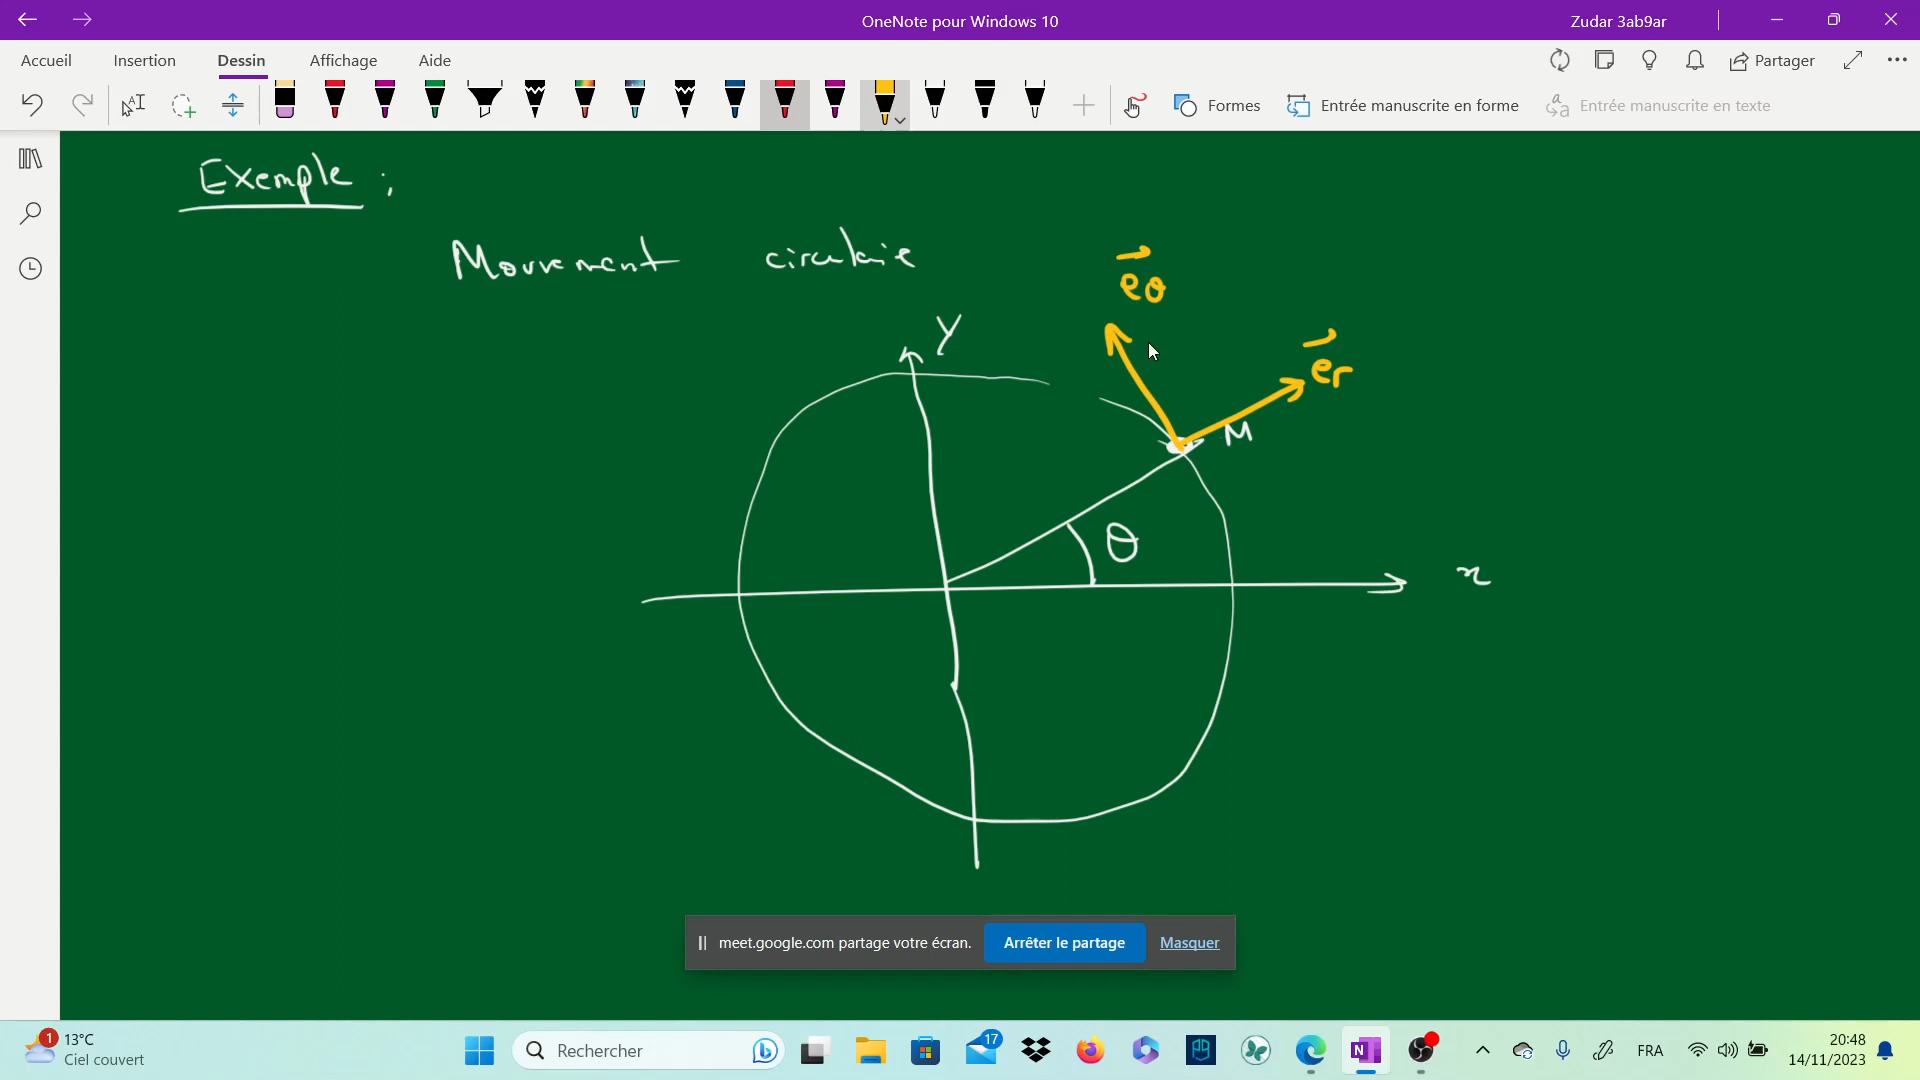 OneNote pour Windows 10
Zudar 3ab9ar
Accueil Insertion Dessin Affichage Aide
Partager
Formes Entrée manuscrite en forme Entrée manuscrite en texte
Exemple :
Mouvement circulaire
eθ
er
y
M
θ
x
meet.google.com partage votre écran. Arrêter le partage Masquer
1
13°C
Ciel couvert
Rechercher
17
FRA
20:48
14/11/2023